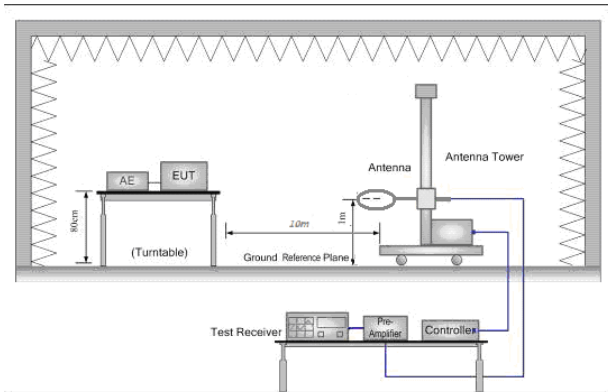 Antenna Tower
Antenna
EUT
AE
80cm
10m
1m
(Turntable)
Ground Reference Plane
Test Receiver
Pre-
Amplifier
Controller